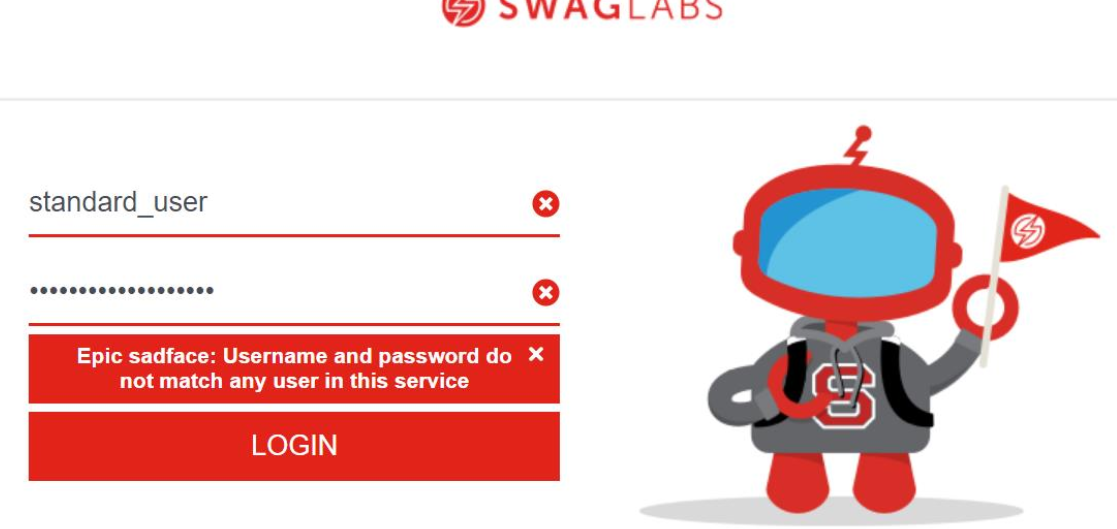 SWAGLABS
standard_user
•••••••••••••••••••
Epic sadface: Username and password do
not match any user in this service
LOGIN
S